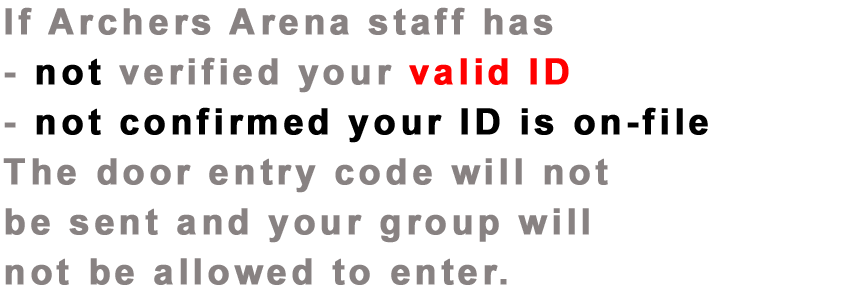 If Archers Arena staff has
- not verified your valid ID
- not confirmed your ID is on-file
The door entry code will not
be sent and your group will
not be allowed to enter.